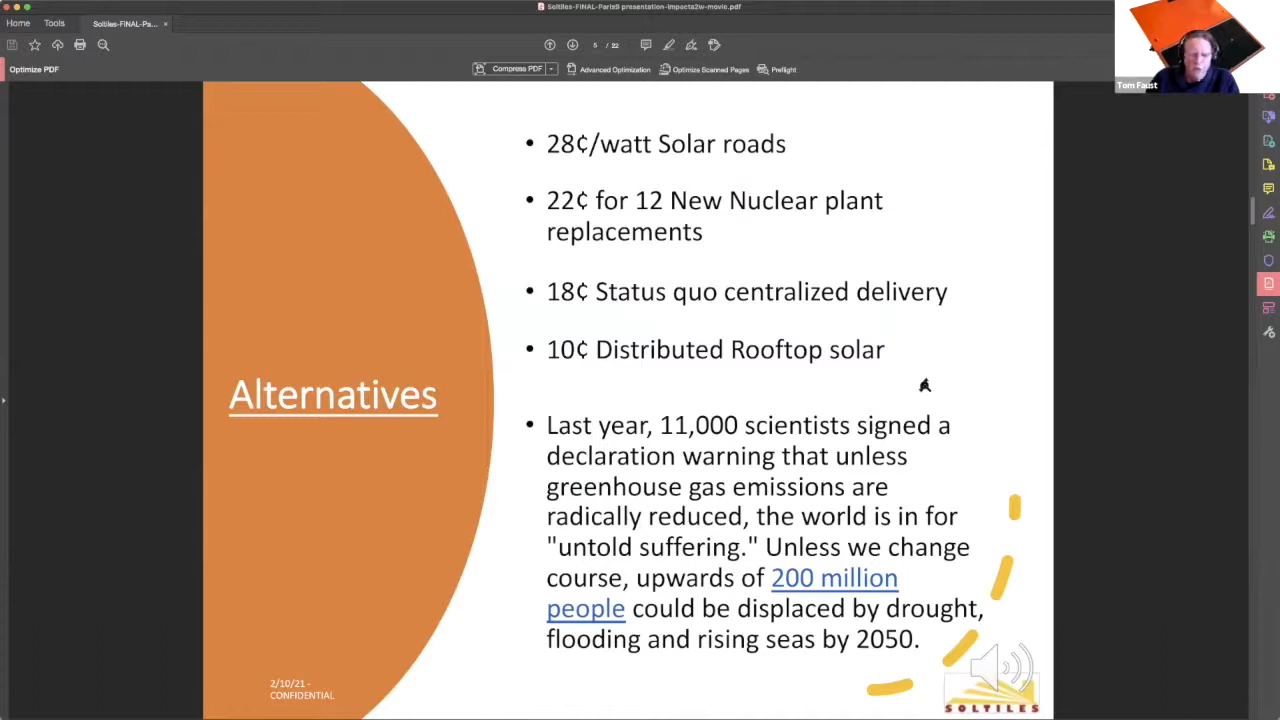 Soltiles-FINAL-Paris9 presentation-impacta2w-movie.pdf
Home Tools Soltiles-FINAL-Pa... ×
5 / 22
Optimize PDF Compress PDF Advanced Optimization Optimize Scanned Pages Preflight
Tom Faust
• 28¢/watt Solar roads
• 22¢ for 12 New Nuclear plant
replacements
• 18¢ Status quo centralized delivery
• 10¢ Distributed Rooftop solar
Alternatives
• Last year, 11,000 scientists signed a
declaration warning that unless
greenhouse gas emissions are
radically reduced, the world is in for
"untold suffering." Unless we change
course, upwards of 200 million
people could be displaced by drought,
flooding and rising seas by 2050.
2/10/21 -
CONFIDENTIAL
SOLTILES